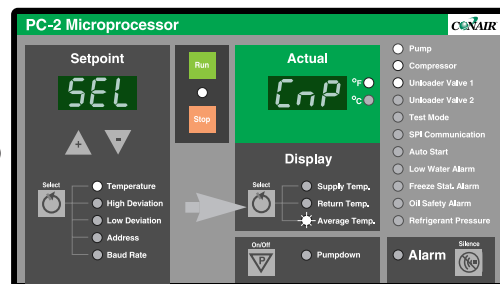 PC-2 Microprocessor
CONAIR
Setpoint
SEL
Run
Stop
Select
Temperature
High Deviation
Low Deviation
Address
Baud Rate
Actual
CnP
°F
°C
Display
Select
Supply Temp.
Return Temp.
Average Temp.
On/Off
P
Pumpdown
Pump
Compressor
Unloader Valve 1
Unloader Valve 2
Test Mode
SPI Communication
Auto Start
Low Water Alarm
Freeze Stat. Alarm
Oil Safety Alarm
Refrigerant Pressure
Alarm
Silence